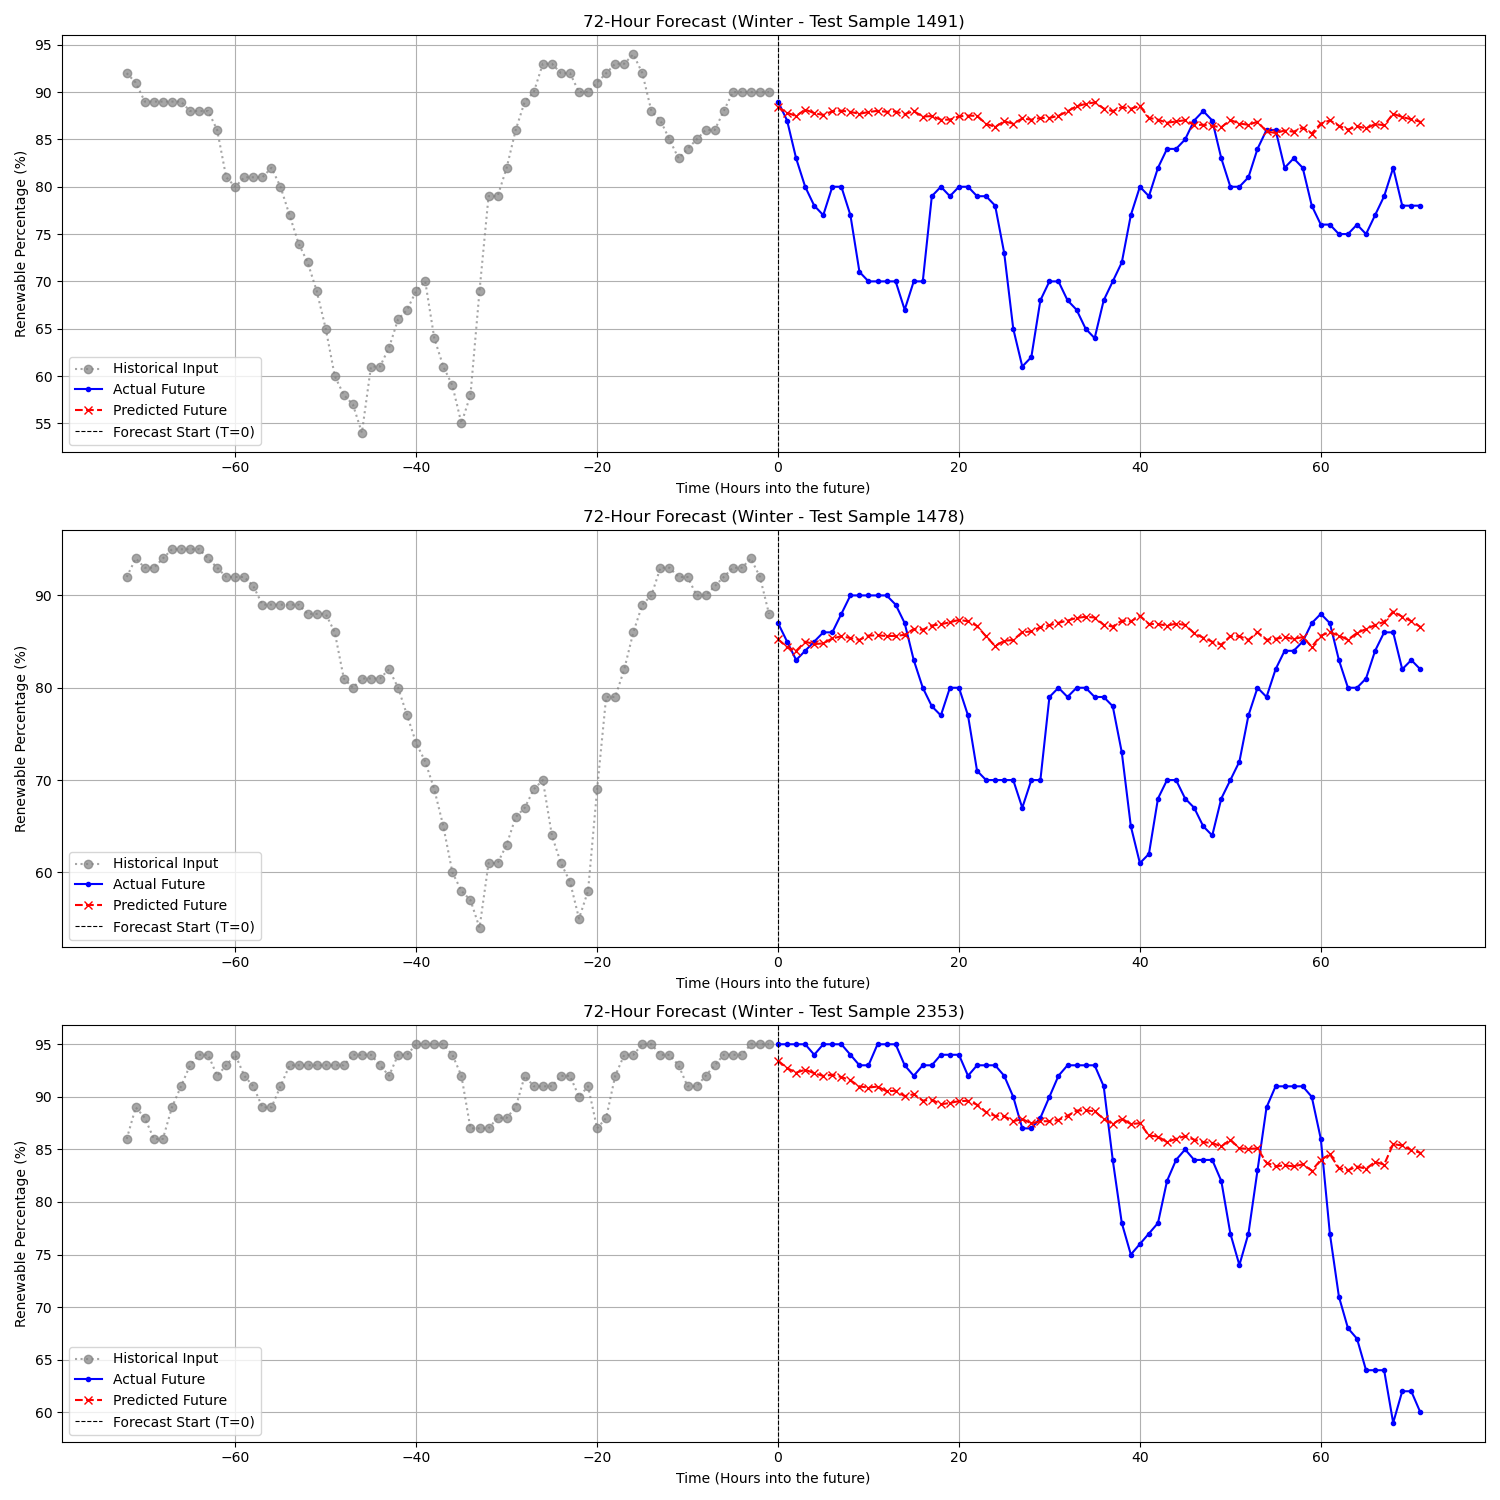 72-Hour Forecast (Winter - Test Sample 1491)
95
90
85
80
75
70
65
60
55
Renewable Percentage (%)
Historical Input
Actual Future
Predicted Future
Forecast Start (T=0)
−60 −40 −20 0 20 40 60
Time (Hours into the future)
72-Hour Forecast (Winter - Test Sample 1478)
90
80
70
60
Renewable Percentage (%)
Historical Input
Actual Future
Predicted Future
Forecast Start (T=0)
−60 −40 −20 0 20 40 60
Time (Hours into the future)
72-Hour Forecast (Winter - Test Sample 2353)
95
90
85
80
75
70
65
60
Renewable Percentage (%)
Historical Input
Actual Future
Predicted Future
Forecast Start (T=0)
−60 −40 −20 0 20 40 60
Time (Hours into the future)